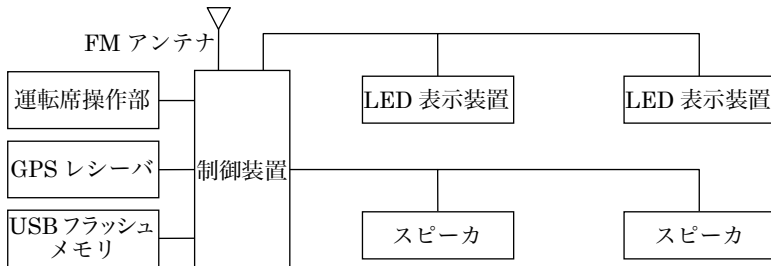 FM アンテナ
運転席操作部
LED 表示装置
LED 表示装置
GPS レシーバ
制御装置
USB フラッシュ
メモリ
スピーカ
スピーカ